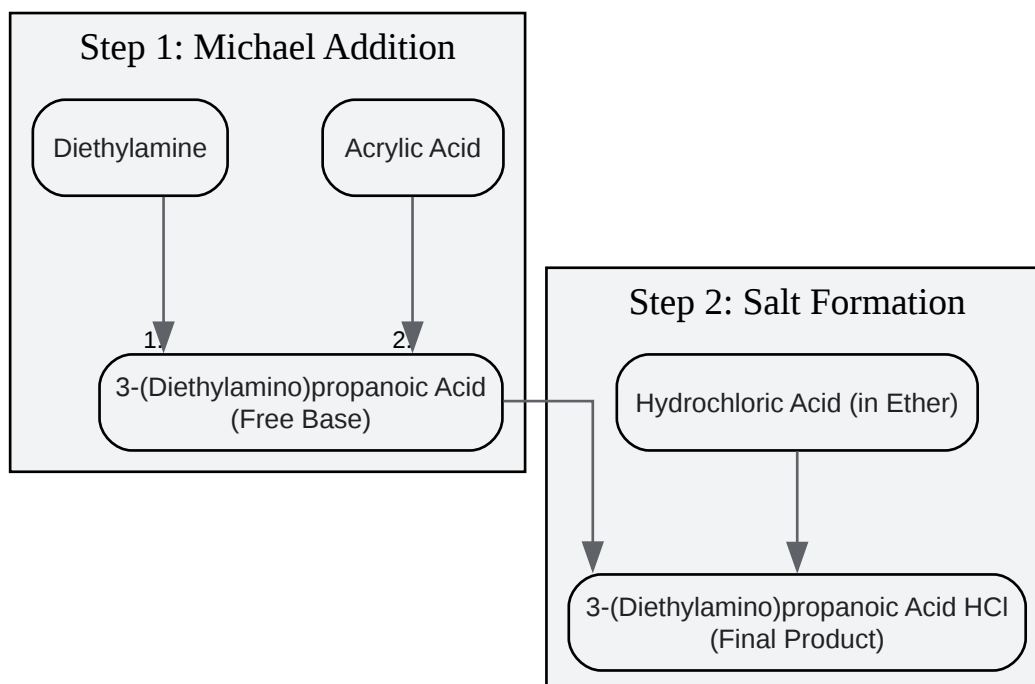 Step 1: Michael Addition
Diethylamine
Acrylic Acid
1.
2.
3-(Diethylamino)propanoic Acid
(Free Base)
Step 2: Salt Formation
Hydrochloric Acid (in Ether)
3-(Diethylamino)propanoic Acid HCl
(Final Product)